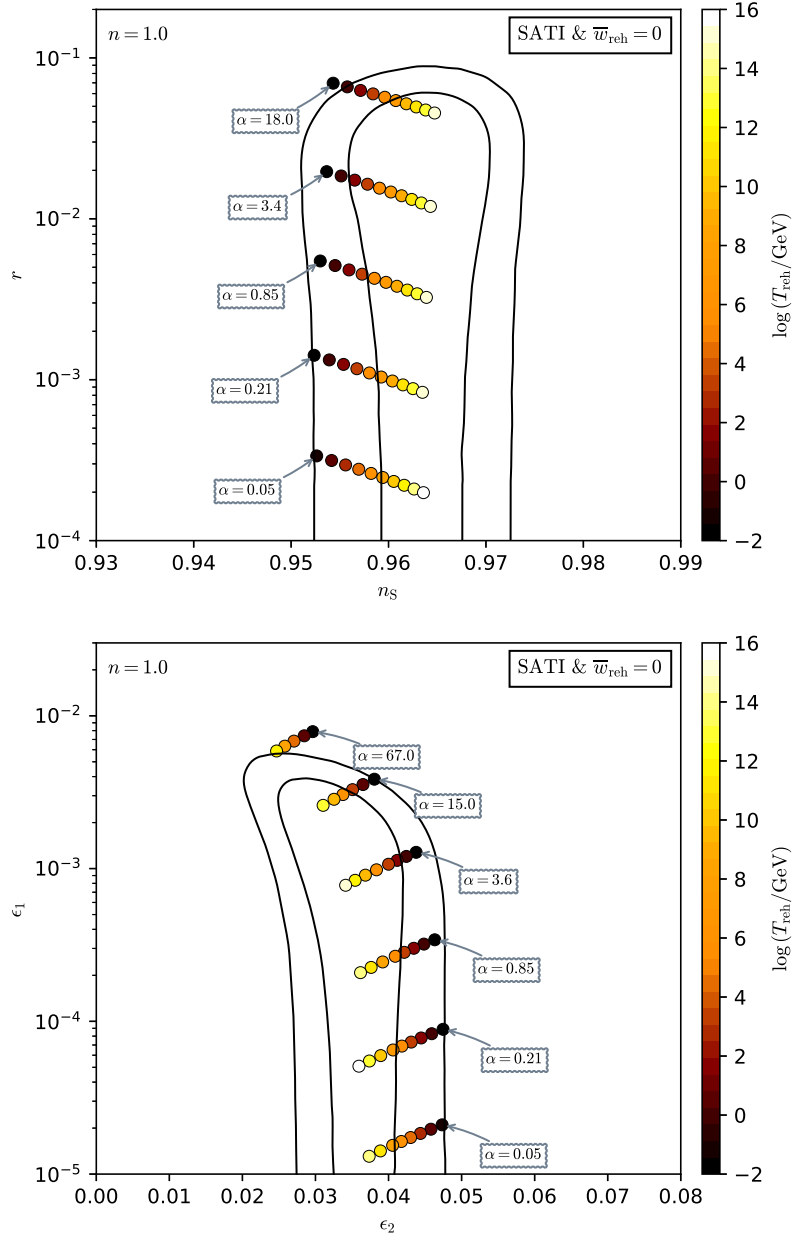 n = 1.0
SATI & w̅reh = 0
10⁻¹
10⁻²
10⁻³
10⁻⁴
r
α = 18.0
α = 3.4
α = 0.85
α = 0.21
α = 0.05
0.93 0.94 0.95 0.96 0.97 0.98 0.99
nS
16
14
12
10
8
6
4
2
0
−2
log (Treh/GeV)
n = 1.0
SATI & w̅reh = 0
10⁻²
10⁻³
10⁻⁴
10⁻⁵
ϵ1
α = 67.0
α = 15.0
α = 3.6
α = 0.85
α = 0.21
α = 0.05
0.00 0.01 0.02 0.03 0.04 0.05 0.06 0.07 0.08
ϵ2
16
14
12
10
8
6
4
2
0
−2
log (Treh/GeV)